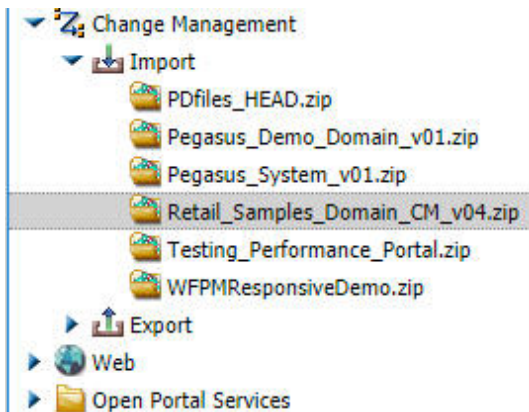 Change Management
Import
PDfiles_HEAD.zip
Pegasus_Demo_Domain_v01.zip
Pegasus_System_v01.zip
Retail_Samples_Domain_CM_v04.zip
Testing_Performance_Portal.zip
WFPMResponsiveDemo.zip
Export
Web
Open Portal Services